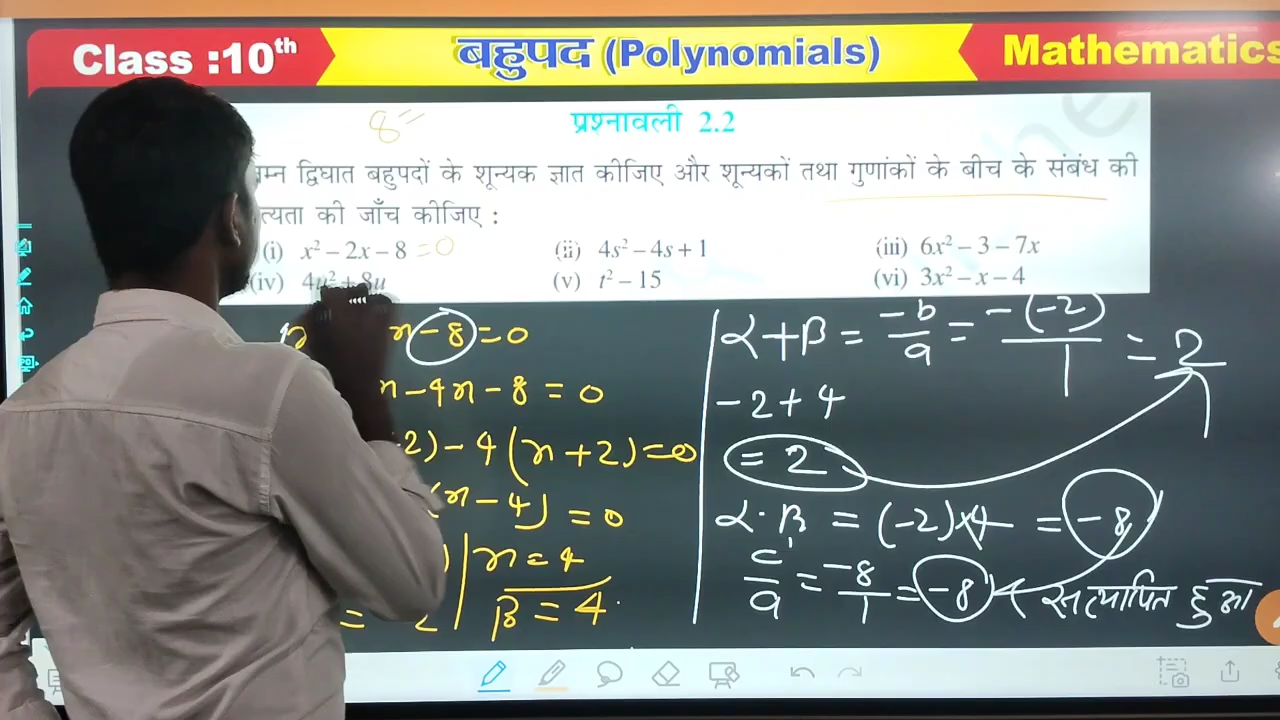 Class :10th
बहुपद (Polynomials)
Mathematics
8=
प्रश्नावली 2.2
द्विघात बहुपदों के शून्यक ज्ञात कीजिए और शून्यकों तथा गुणांकों के बीच के संबंध की
की जाँच कीजिए :
(i) x² – 2x – 8 =0
(ii) 4s² – 4s + 1
(iii) 6x² – 3 – 7x
(iv) 4u² + 8u
(v) t² – 15
(vi) 3x² – x – 4
x – 8 = 0
x – 4x – 8 = 0
2) – 4 (x + 2) = 0
(x – 4) = 0
x = 4
= -2
β = 4.
α + β = -b/a = -(-2)/1 = 2
-2 + 4
= 2
α . β = (-2)×4 = -8
c/a = -8/1 = -8 सत्यापित हुआ